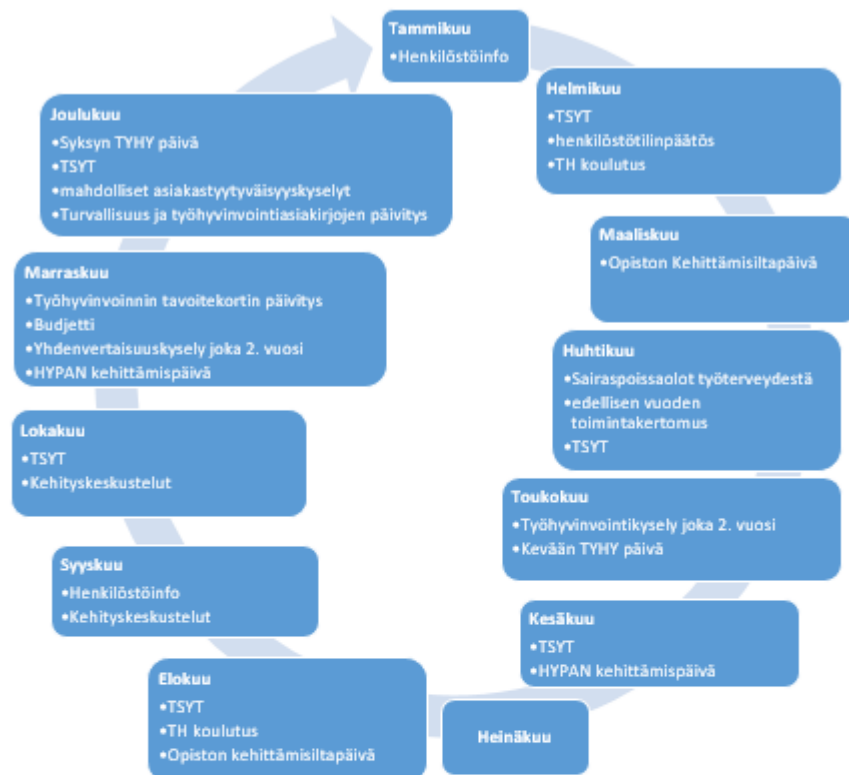 Tammikuu
•Henkilöstöinfo
Helmikuu
•TSYT
•henkilöstötilinpäätös
•TH koulutus
Maaliskuu
•Opiston Kehittämisiltapäivä
Huhtikuu
•Sairaspoissaolot työterveydestä
•edellisen vuoden
toimintakertomus
•TSYT
Toukokuu
•Työhyvinvointikysely joka 2. vuosi
•Kevään TYHY päivä
Kesäkuu
•TSYT
•HYPAN kehittämispäivä
Heinäkuu
Elokuu
•TSYT
•TH koulutus
•Opiston kehittämisiltapäivä
Syyskuu
•Henkilöstöinfo
•Kehityskeskustelut
Lokakuu
•TSYT
•Kehityskeskustelut
Marraskuu
•Työhyvinvoinnin tavoitekortin päivitys
•Budjetti
•Yhdenvertaisuuskysely joka 2. vuosi
•HYPAN kehittämispäivä
Joulukuu
•Syksyn TYHY päivä
•TSYT
•mahdolliset asiakastyytyväisyyskyselyt
•Turvallisuus ja työhyvinvointiasiakirjojen päivitys